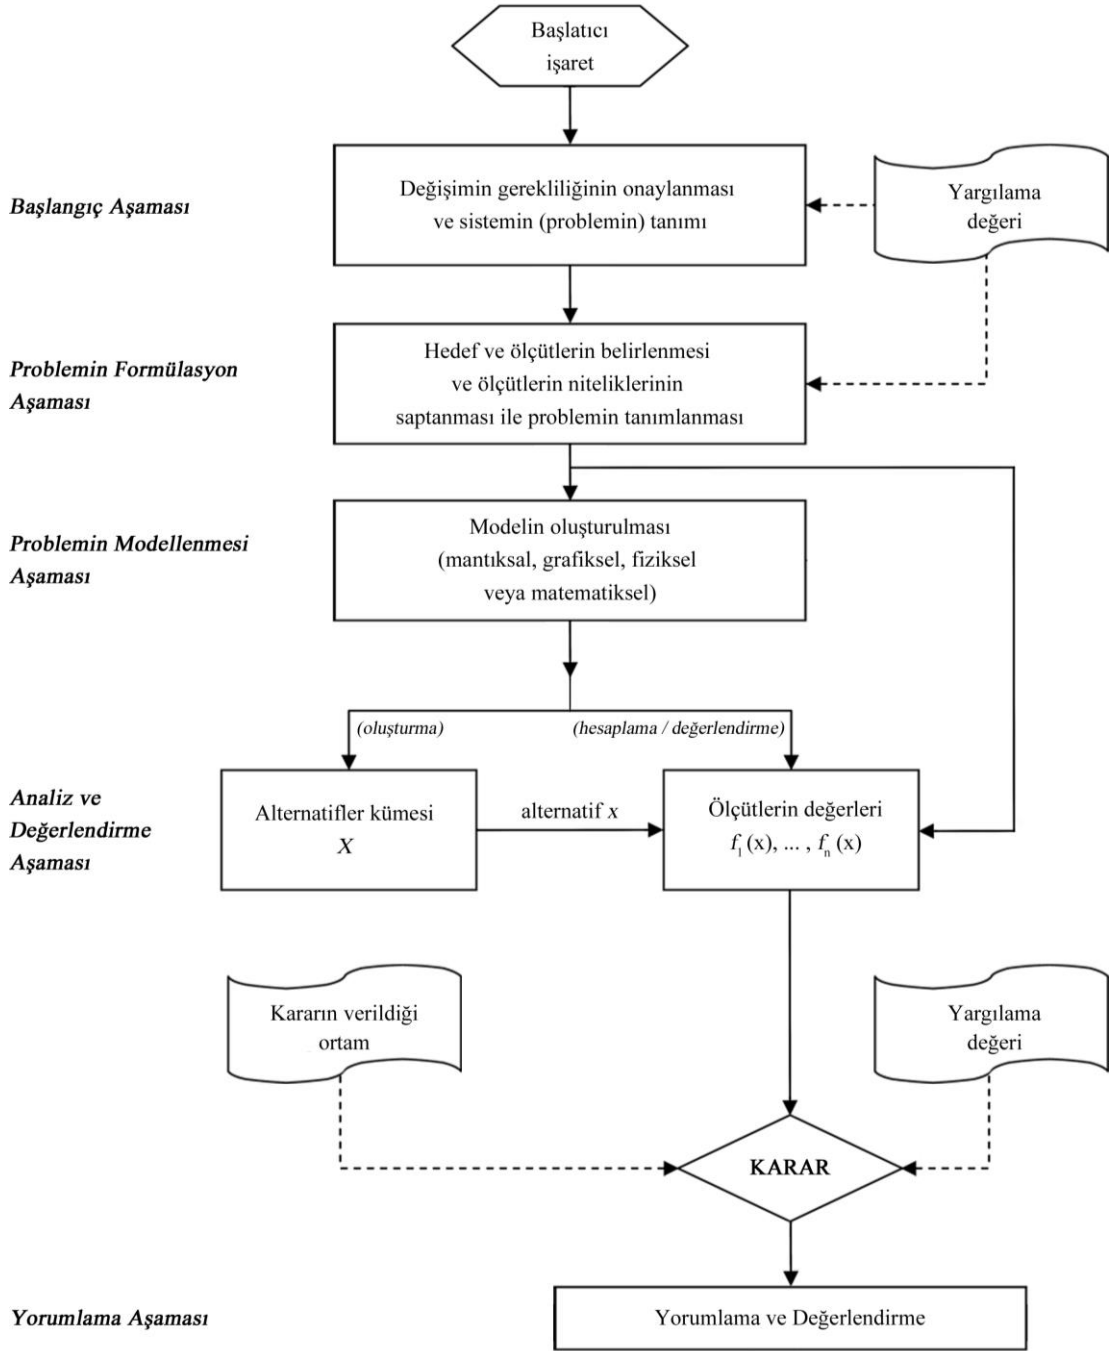 Başlatıcı
işaret
Başlangıç Aşaması
Değişimin gerekliliğinin onaylanması
ve sistemin (problemin) tanımı
Yargılama
değeri
Problemin Formülasyon
Aşaması
Hedef ve ölçütlerin belirlenmesi
ve ölçütlerin niteliklerinin
saptanması ile problemin tanımlanması
Problemin Modellenmesi
Aşaması
Modelin oluşturulması
(mantıksal, grafiksel, fiziksel
veya matematiksel)
(oluşturma)
(hesaplama / değerlendirme)
Analiz ve
Değerlendirme
Aşaması
Alternatifler kümesi
X
alternatif x
Ölçütlerin değerleri
f₁ (x), ... , fₙ (x)
Kararın verildiği
ortam
Yargılama
değeri
KARAR
Yorumlama Aşaması
Yorumlama ve Değerlendirme